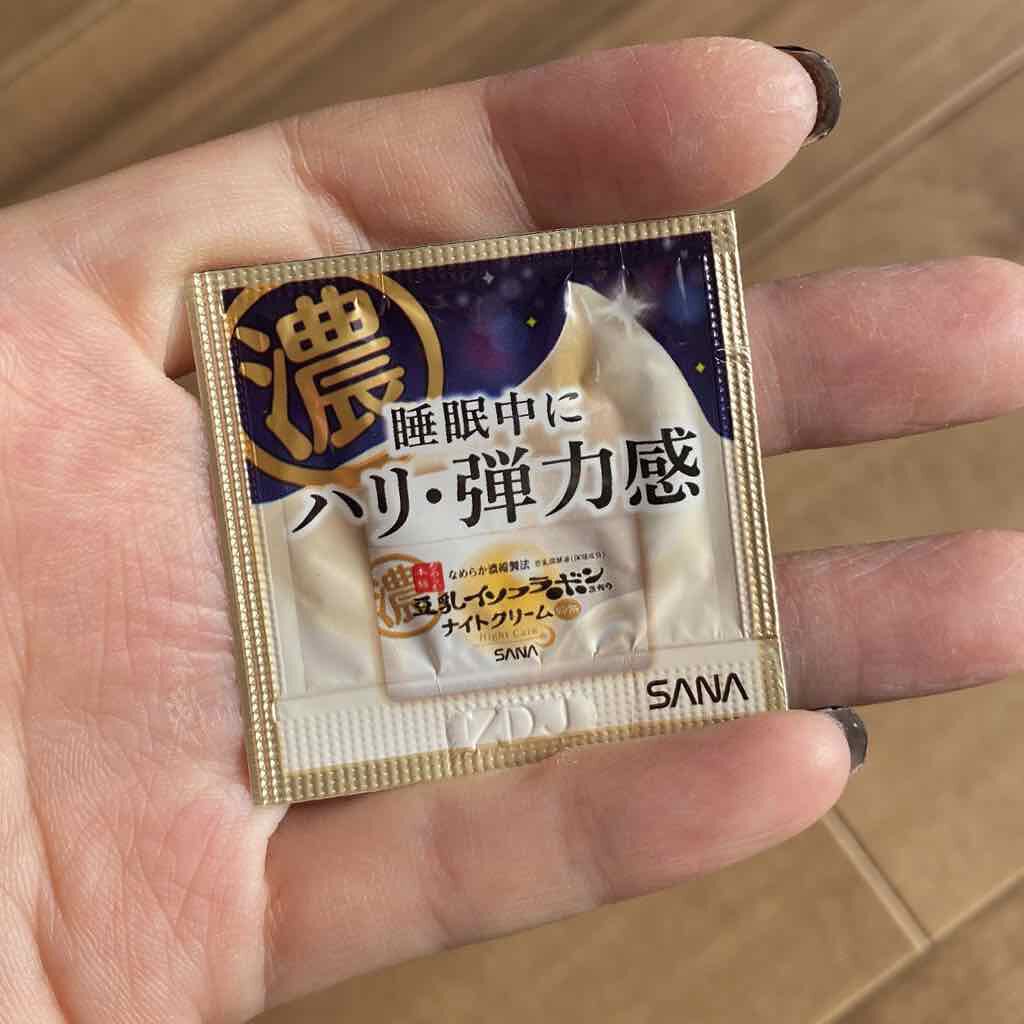 濃
睡眠中に
ハリ・弾力感
濃
なめらか濃縮製法
豆乳イソフラボン
ナイトクリーム
Night Care
SANA
SANA